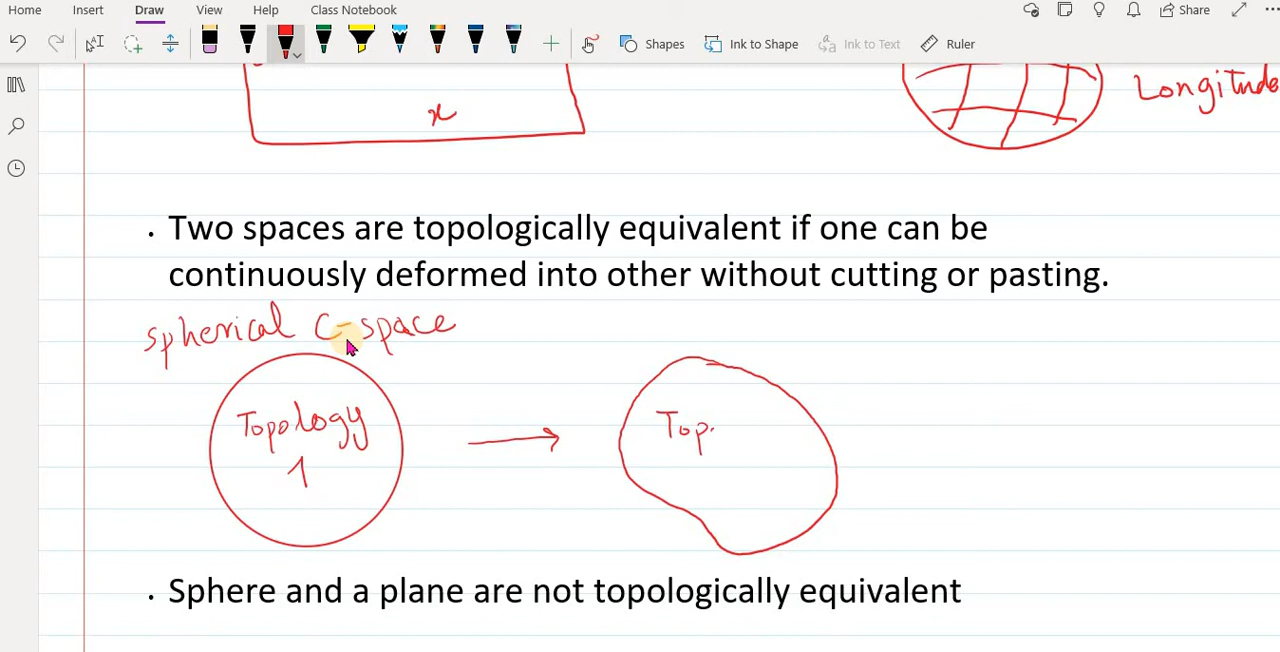 Home Insert Draw View Help Class Notebook Share
Shapes Ink to Shape Ink to Text Ruler
x
Longitude
. Two spaces are topologically equivalent if one can be
continuously deformed into other without cutting or pasting.
spherical C-space
Topology
1
Top.
. Sphere and a plane are not topologically equivalent